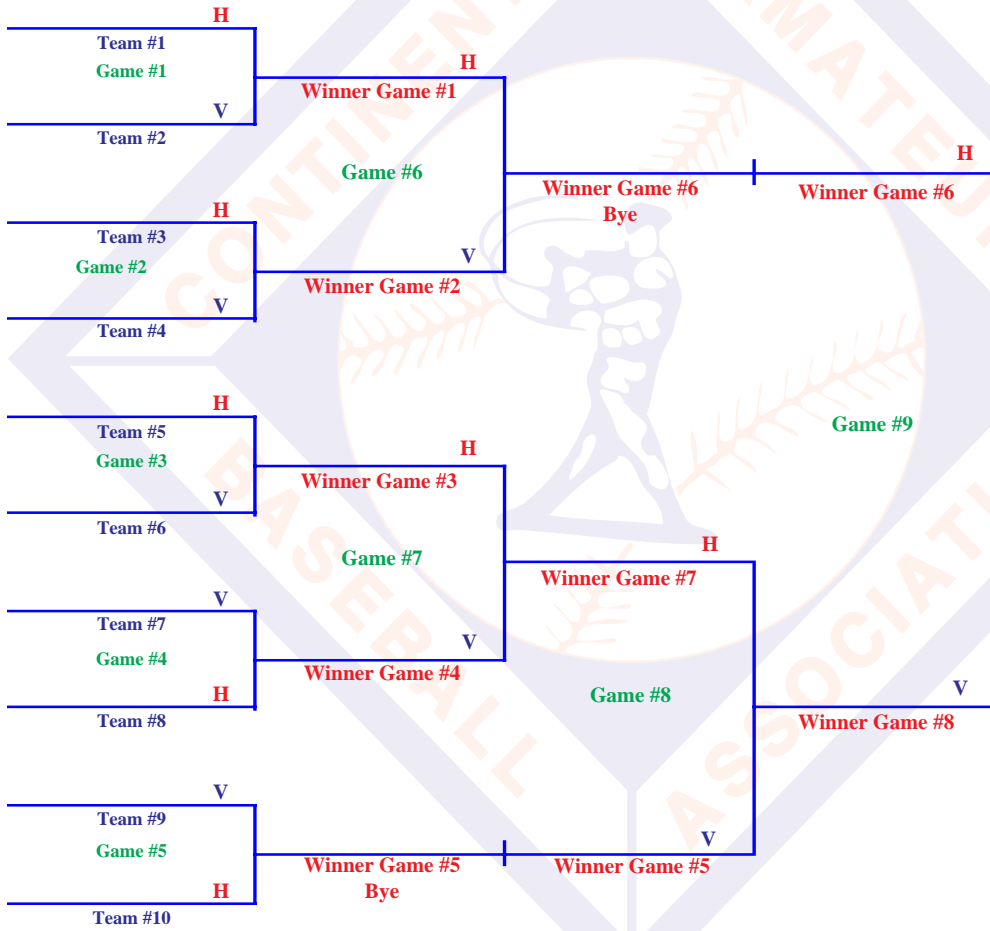 H
Team #1
Game #1
V
Team #2
H
Winner Game #1
Game #6
H
Team #3
Game #2
V
Team #4
V
Winner Game #2
Winner Game #6
Bye
H
Winner Game #6
H
Team #5
Game #3
V
Team #6
H
Winner Game #3
Game #7
V
Team #7
Game #4
H
Team #8
V
Winner Game #4
H
Winner Game #7
Game #8
Game #9
V
Team #9
Game #5
H
Team #10
Winner Game #5
Bye
V
Winner Game #5
V
Winner Game #8
CONTINEN
AMATEUR
BASEBALL
ASSOCIATI